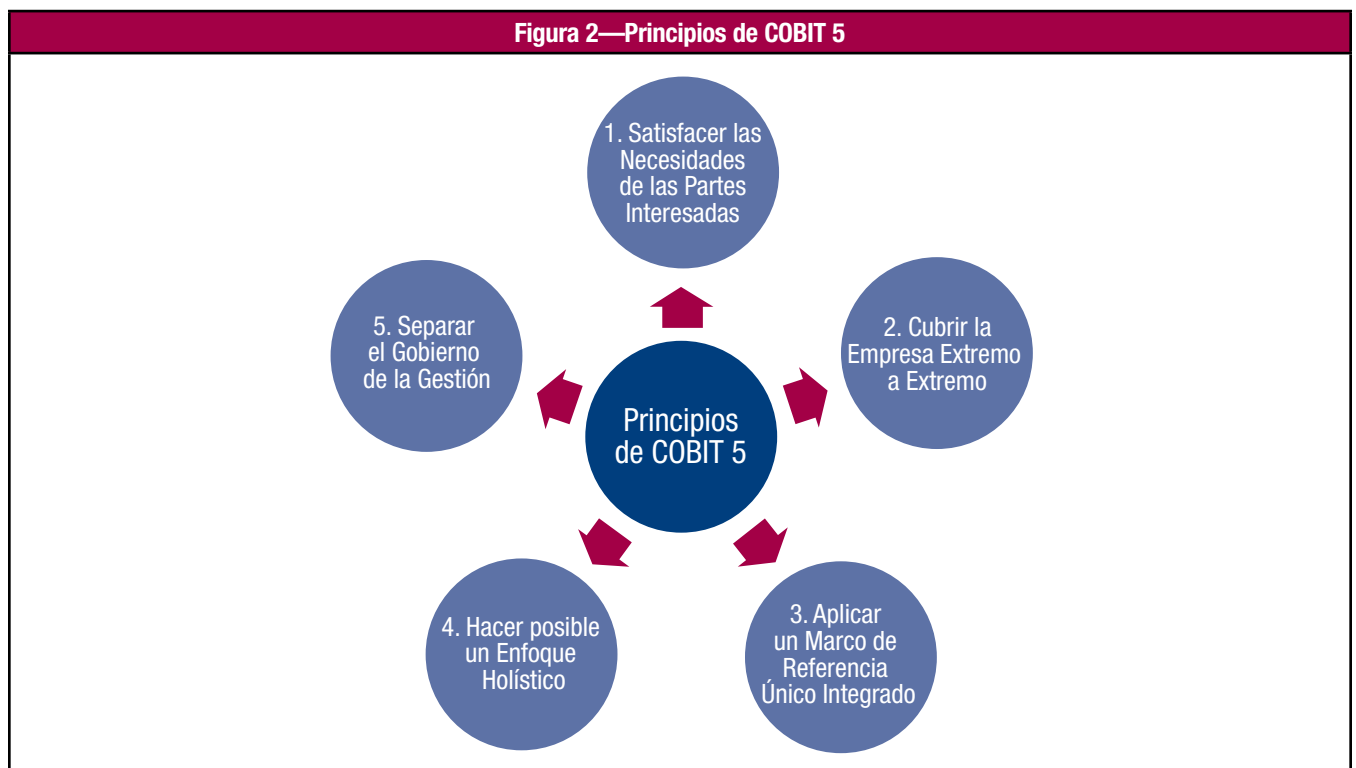 Figura 2—Principios de COBIT 5
1. Satisfacer las
Necesidades
de las Partes
Interesadas
2. Cubrir la
Empresa Extremo
a Extremo
3. Aplicar
un Marco de
Referencia
Único Integrado
4. Hacer posible
un Enfoque
Holístico
5. Separar
el Gobierno
de la Gestión
Principios
de COBIT 5